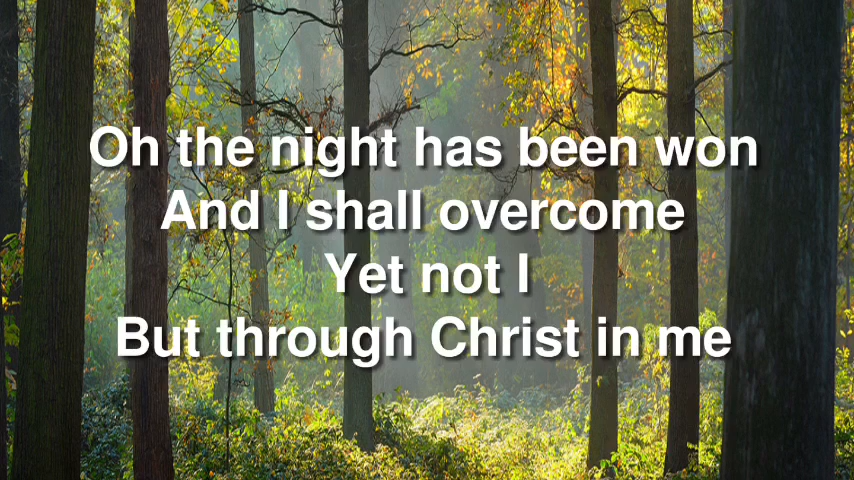 Oh the night has been won
And I shall overcome
Yet not I
But through Christ in me